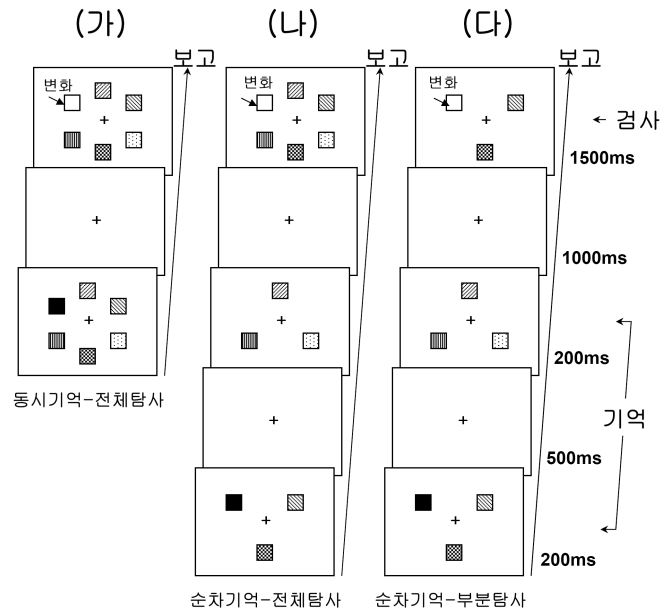 (가) (나) (다)
보고 보고 보고
변화 변화 변화
← 검사
1500ms
1000ms
200ms
동시기억-전체탐사
기억
500ms
200ms
순차기억-전체탐사 순차기억-부분탐사